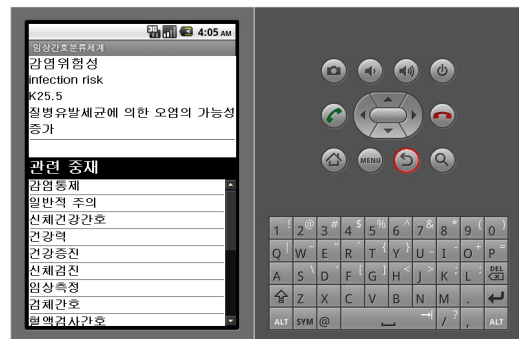 3G 4:05 AM
임상간호분류체계
감염위험성
infection risk
K25.5
질병유발세균에 의한 오염의 가능성
증가
관련 중재
감염통제
일반적 주의
신체건강간호
건강력
건강증진
신체검진
임상측정
검체간호
혈액검사간호
MENU
1 ! 2 @ 3 # 4 $ 5 % 6 ^ 7 & 8 * 9 ( 0 )
Q | W ~ E " R ` T { Y } U _ I - O + P =
A S \ D ' F [ G ] H < J > K ; L : DEL
Z X C V B N M .
ALT SYM @ / ? , ALT